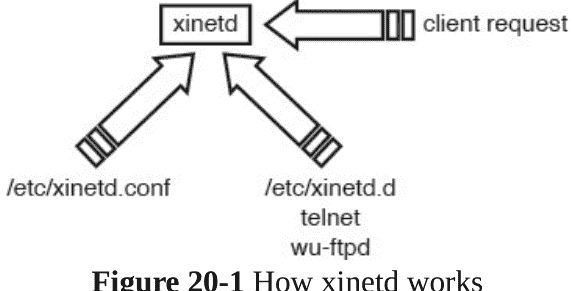 xinetd
client request
/etc/xinetd.conf
/etc/xinetd.d
telnet
wu-ftpd
Figure 20-1 How xinetd works